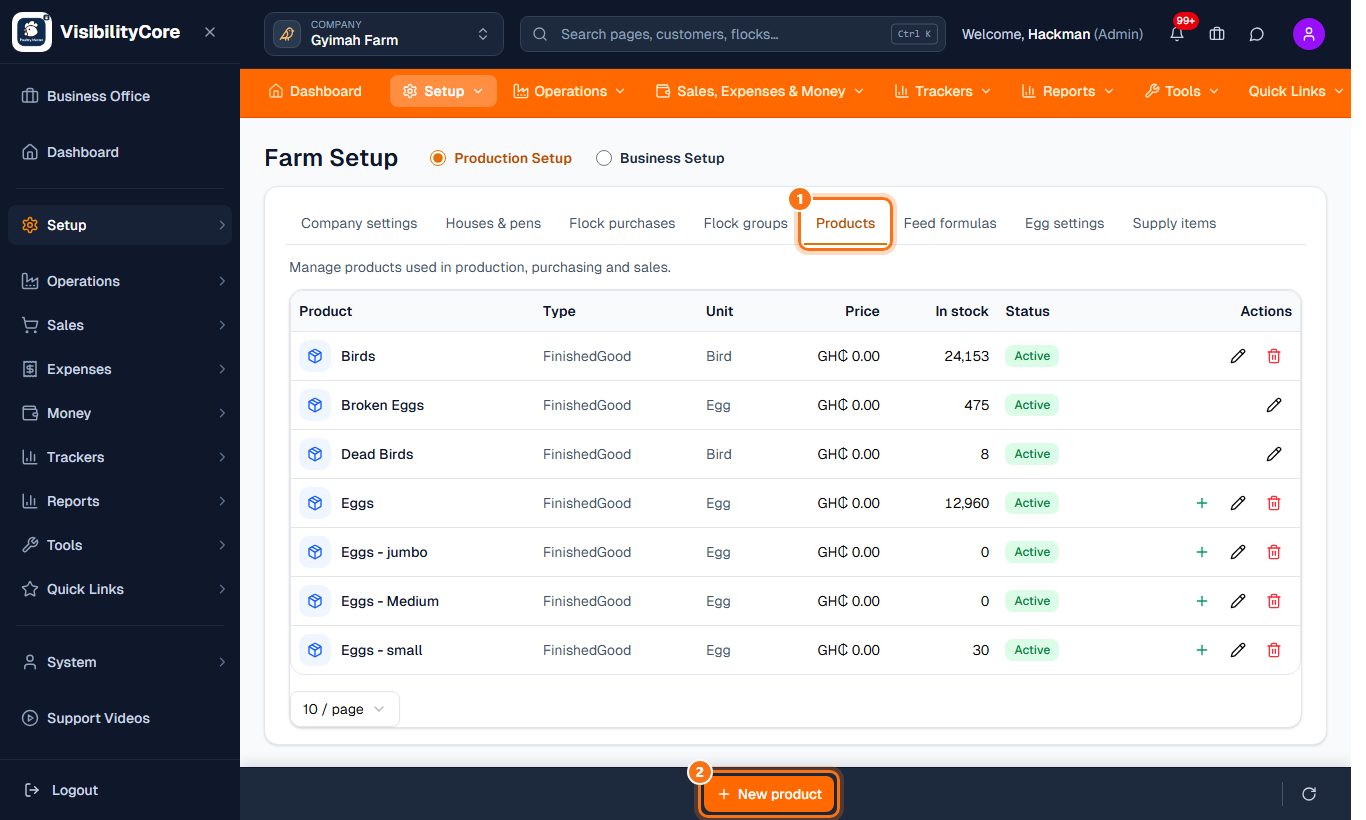 VisibilityCore
COMPANY
Gyimah Farm
Search pages, customers, flocks...
Ctrl K
Welcome, Hackman (Admin)
99+
Business Office
Dashboard
Setup
Operations
Sales
Expenses
Money
Trackers
Reports
Tools
Quick Links
System
Support Videos
Logout
Dashboard Setup Operations Sales, Expenses & Money Trackers Reports Tools Quick Links
Farm Setup Production Setup Business Setup
1
Company settings Houses & pens Flock purchases Flock groups Products Feed formulas Egg settings Supply items
Manage products used in production, purchasing and sales.
Product Type Unit Price In stock Status Actions
Birds FinishedGood Bird GH₵ 0.00 24,153 Active
Broken Eggs FinishedGood Egg GH₵ 0.00 475 Active
Dead Birds FinishedGood Bird GH₵ 0.00 8 Active
Eggs FinishedGood Egg GH₵ 0.00 12,960 Active
Eggs - jumbo FinishedGood Egg GH₵ 0.00 0 Active
Eggs - Medium FinishedGood Egg GH₵ 0.00 0 Active
Eggs - small FinishedGood Egg GH₵ 0.00 30 Active
10 / page
2
+ New product